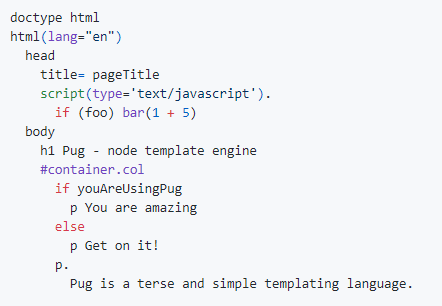 doctype html
html(lang="en")
  head
    title= pageTitle
    script(type='text/javascript').
      if (foo) bar(1 + 5)
  body
    h1 Pug - node template engine
    #container.col
      if youAreUsingPug
        p You are amazing
      else
        p Get on it!
      p.
        Pug is a terse and simple templating language.